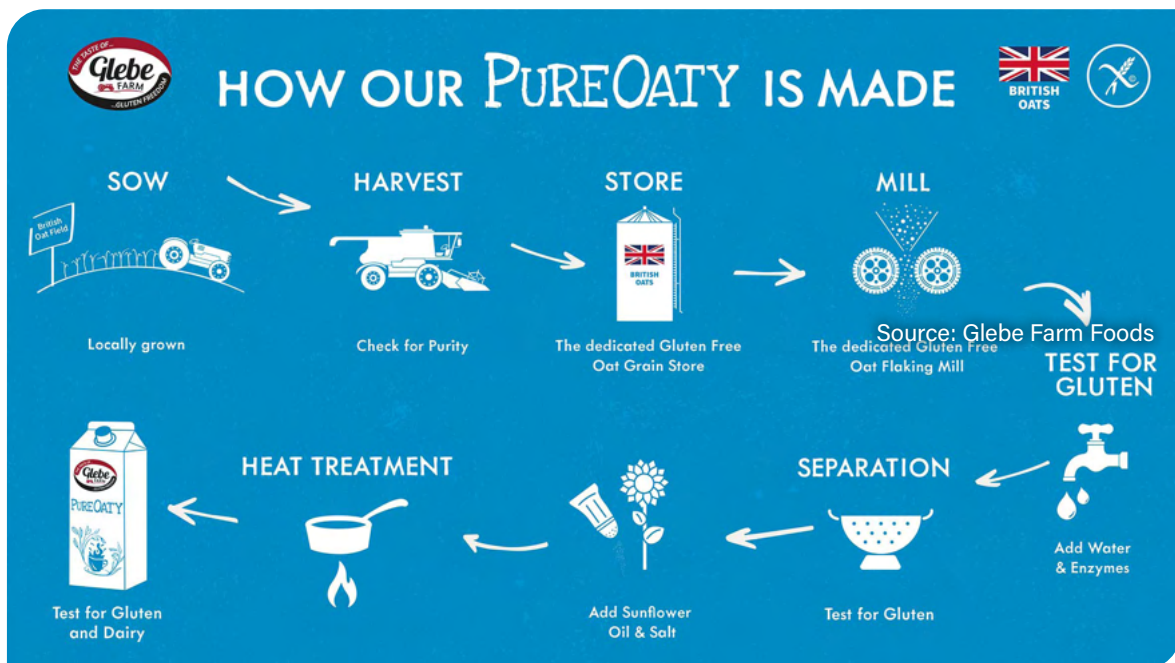 THE TASTE OF...
Glebe
FARM
...GLUTEN FREEDOM
HOW OUR PUREOATY IS MADE
BRITISH
OATS
SOW
British
Oat Field
Locally grown
HARVEST
Check for Purity
STORE
BRITISH
OATS
The dedicated Gluten Free
Oat Grain Store
MILL
The dedicated Gluten Free
Oat Flaking Mill
Source: Glebe Farm Foods
TEST FOR
GLUTEN
Add Water
& Enzymes
SEPARATION
Test for Gluten
Add Sunflower
Oil & Salt
HEAT TREATMENT
Glebe
FARM
PUREOATY
Test for Gluten
and Dairy